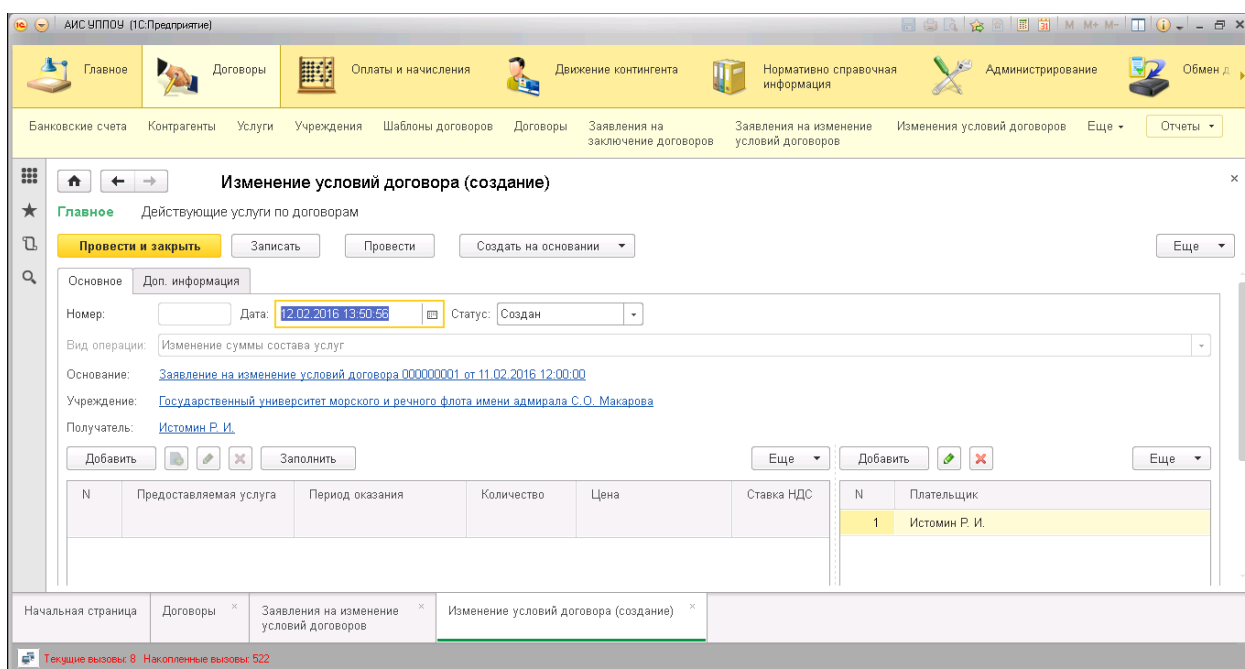 АИС УППОУ (1С:Предприятие)
M M+ M-
Главное Договоры Оплаты и начисления Движение контингента Нормативно справочная информация Администрирование Обмен д
Банковские счета Контрагенты Услуги Учреждения Шаблоны договоров Договоры Заявления на заключение договоров Заявления на изменение условий договоров Изменения условий договоров Еще Отчеты
Изменение условий договора (создание)
Главное Действующие услуги по договорам
Провести и закрыть Записать Провести Создать на основании Еще
Основное Доп. информация
Номер: Дата: 12.02.2016 13:50:56 Статус: Создан
Вид операции: Изменение суммы состава услуг
Основание: Заявление на изменение условий договора 000000001 от 11.02.2016 12:00:00
Учреждение: Государственный университет морского и речного флота имени адмирала С.О. Макарова
Получатель: Истомин Р. И.
Добавить Заполнить Еще Добавить Еще
N Предоставляемая услуга Период оказания Количество Цена Ставка НДС N Плательщик
1 Истомин Р. И.
Начальная страница Договоры Заявления на изменение условий договоров Изменение условий договора (создание)
Текущие вызовы: 8 Накопленные вызовы: 522